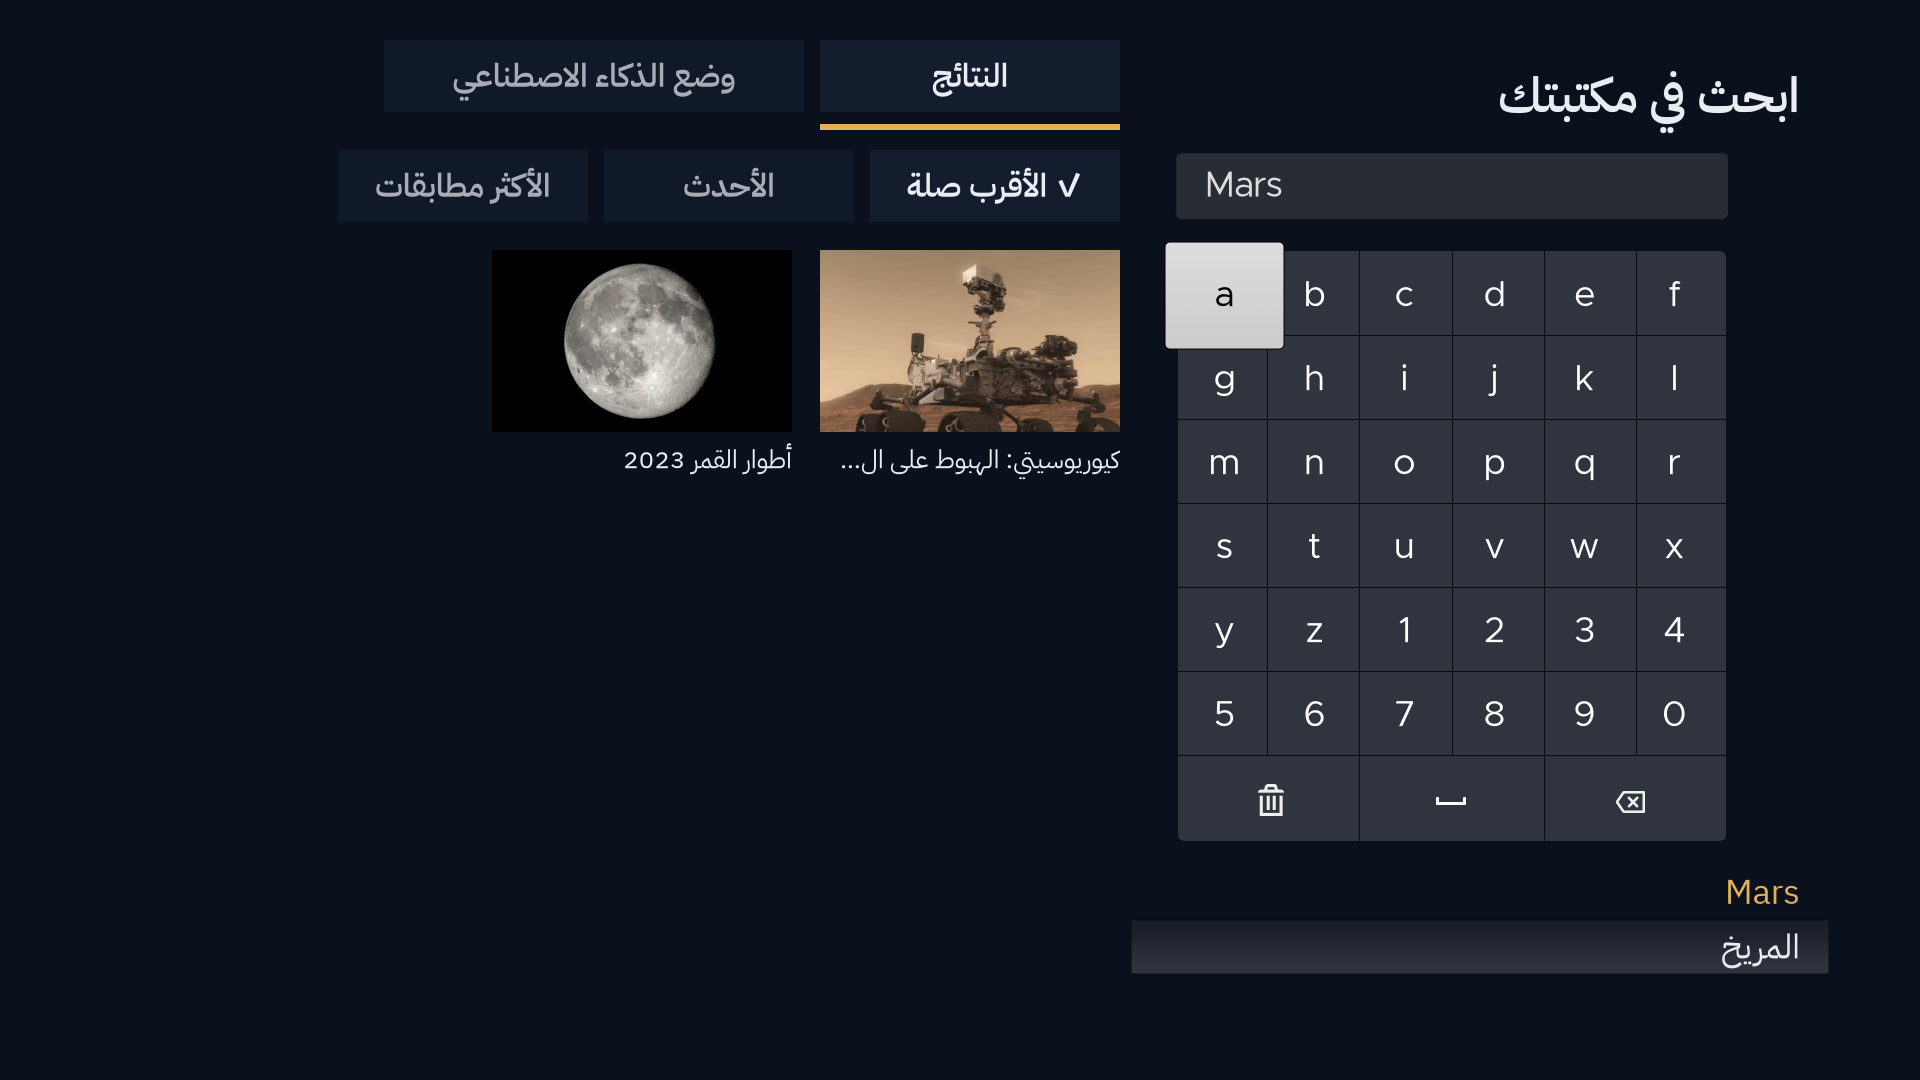 ابحث في مكتبتك
Mars
a b c d e f
g h i j k l
m n o p q r
s t u v w x
y z 1 2 3 4
5 6 7 8 9 0
Mars
المريخ
النتائج
وضع الذكاء الاصطناعي
✓ الأقرب صلة
الأحدث
الأكثر مطابقات
كيوريوسيتي: الهبوط على ال...
أطوار القمر 2023